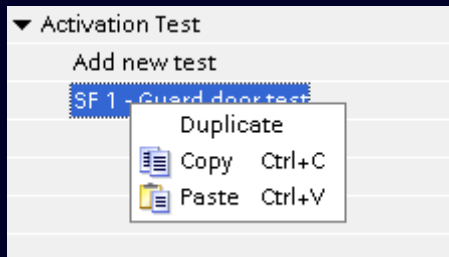 Activation Test
Add new test
SF 1 - Guard door test
Duplicate
Copy Ctrl+C
Paste Ctrl+V